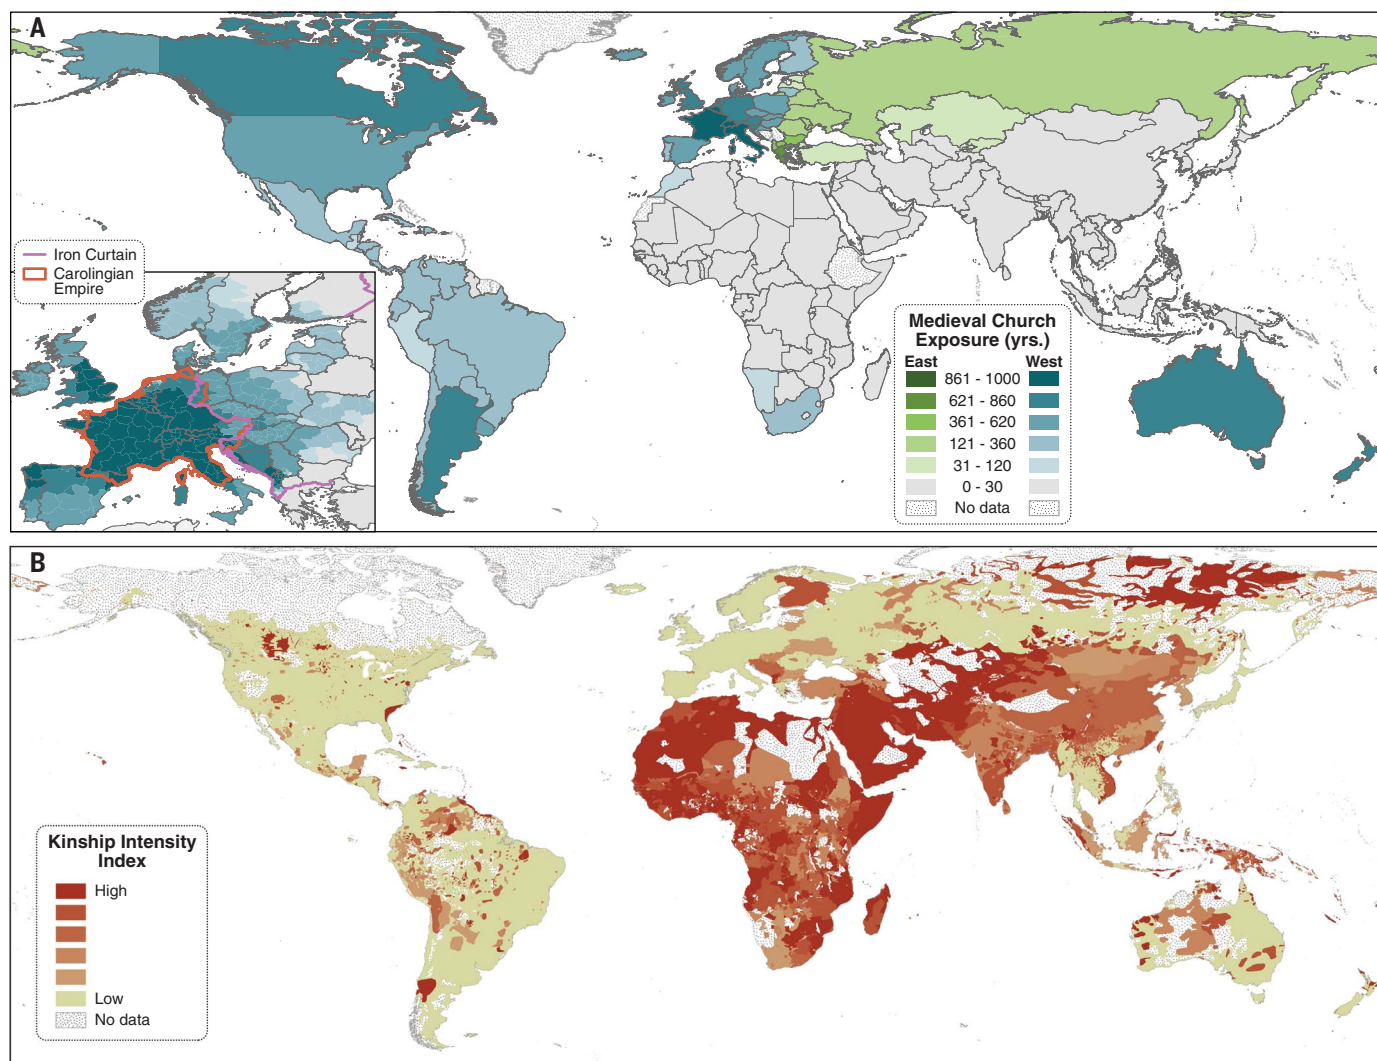 A
Iron Curtain
Carolingian
Empire
Medieval Church
Exposure (yrs.)
East West
861 - 1000
621 - 860
361 - 620
121 - 360
31 - 120
0 - 30
No data
B
Kinship Intensity
Index
High
Low
No data